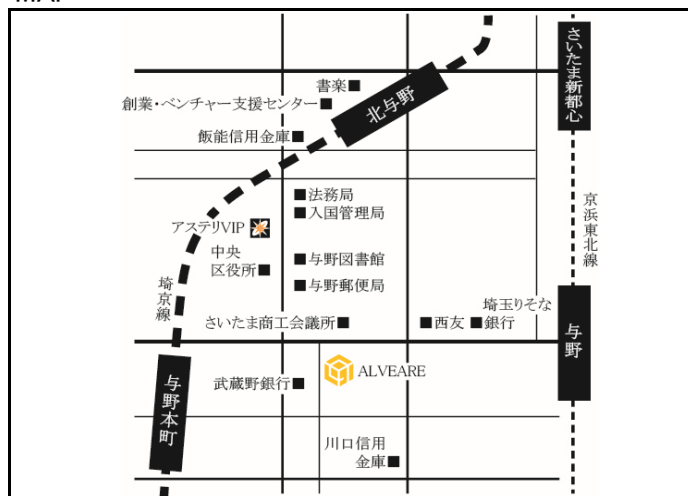 書楽
さいたま新都心
創業・ベンチャー支援センター
北与野
飯能信用金庫
法務局
入国管理局
アステリVIP
京浜東北線
中央
区役所
与野図書館
与野郵便局
埼京線
さいたま商工会議所
西友
埼玉りそな
銀行
与野
ALVEARE
武蔵野銀行
与野本町
川口信用
金庫